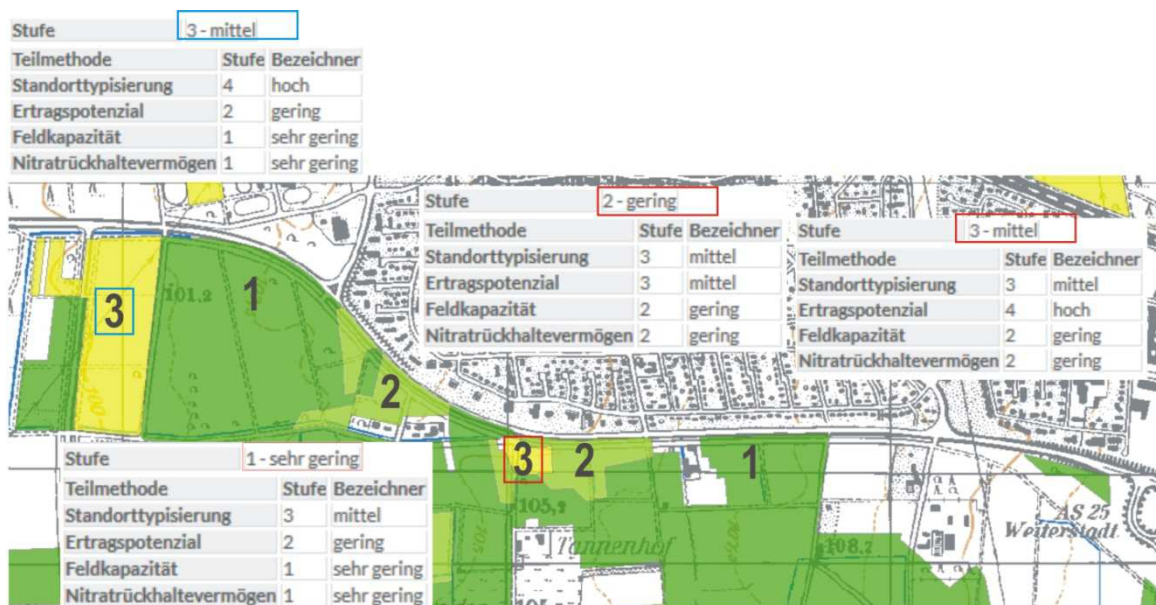 Stufe 3 - mittel
Teilmethode Stufe Bezeichner
Standorttypisierung 4 hoch
Ertragspotenzial 2 gering
Feldkapazität 1 sehr gering
Nitratrückhaltevermögen 1 sehr gering
Stufe 2 - gering
Teilmethode Stufe Bezeichner
Standorttypisierung 3 mittel
Ertragspotenzial 3 mittel
Feldkapazität 2 gering
Nitratrückhaltevermögen 2 gering
Stufe 3 - mittel
Teilmethode Stufe Bezeichner
Standorttypisierung 3 mittel
Ertragspotenzial 4 hoch
Feldkapazität 2 gering
Nitratrückhaltevermögen 2 gering
3
101,2
1
2
3
2
1
Stufe 1 - sehr gering
Teilmethode Stufe Bezeichner
Standorttypisierung 3 mittel
Ertragspotenzial 2 gering
Feldkapazität 1 sehr gering
Nitratrückhaltevermögen 1 sehr gering
105,2
Tannenhof
108,2
AS 25
Weiterstadt